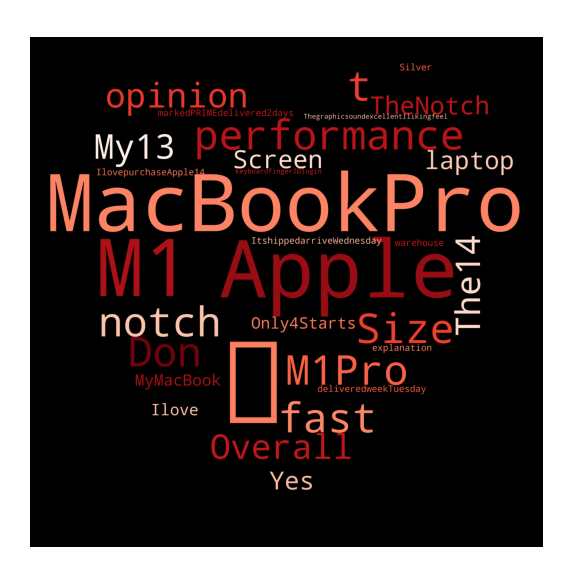 Silver
opinion
t
TheNotch
markedPRIMEdelivered2days
ThegraphicsoundexcellentIlikingfeel
performance
My13
Screen
laptop
IlovepurchaseApple14
keyboardfingerIDlogin
MacBookPro
ItshippedarriveWednesday
warehouse
M1
Apple
The14
notch
Only4Starts
Size
Don
explanation
M1Pro
MyMacBook
deliveredweekTuesday
Ilove
fast
Overall
Yes